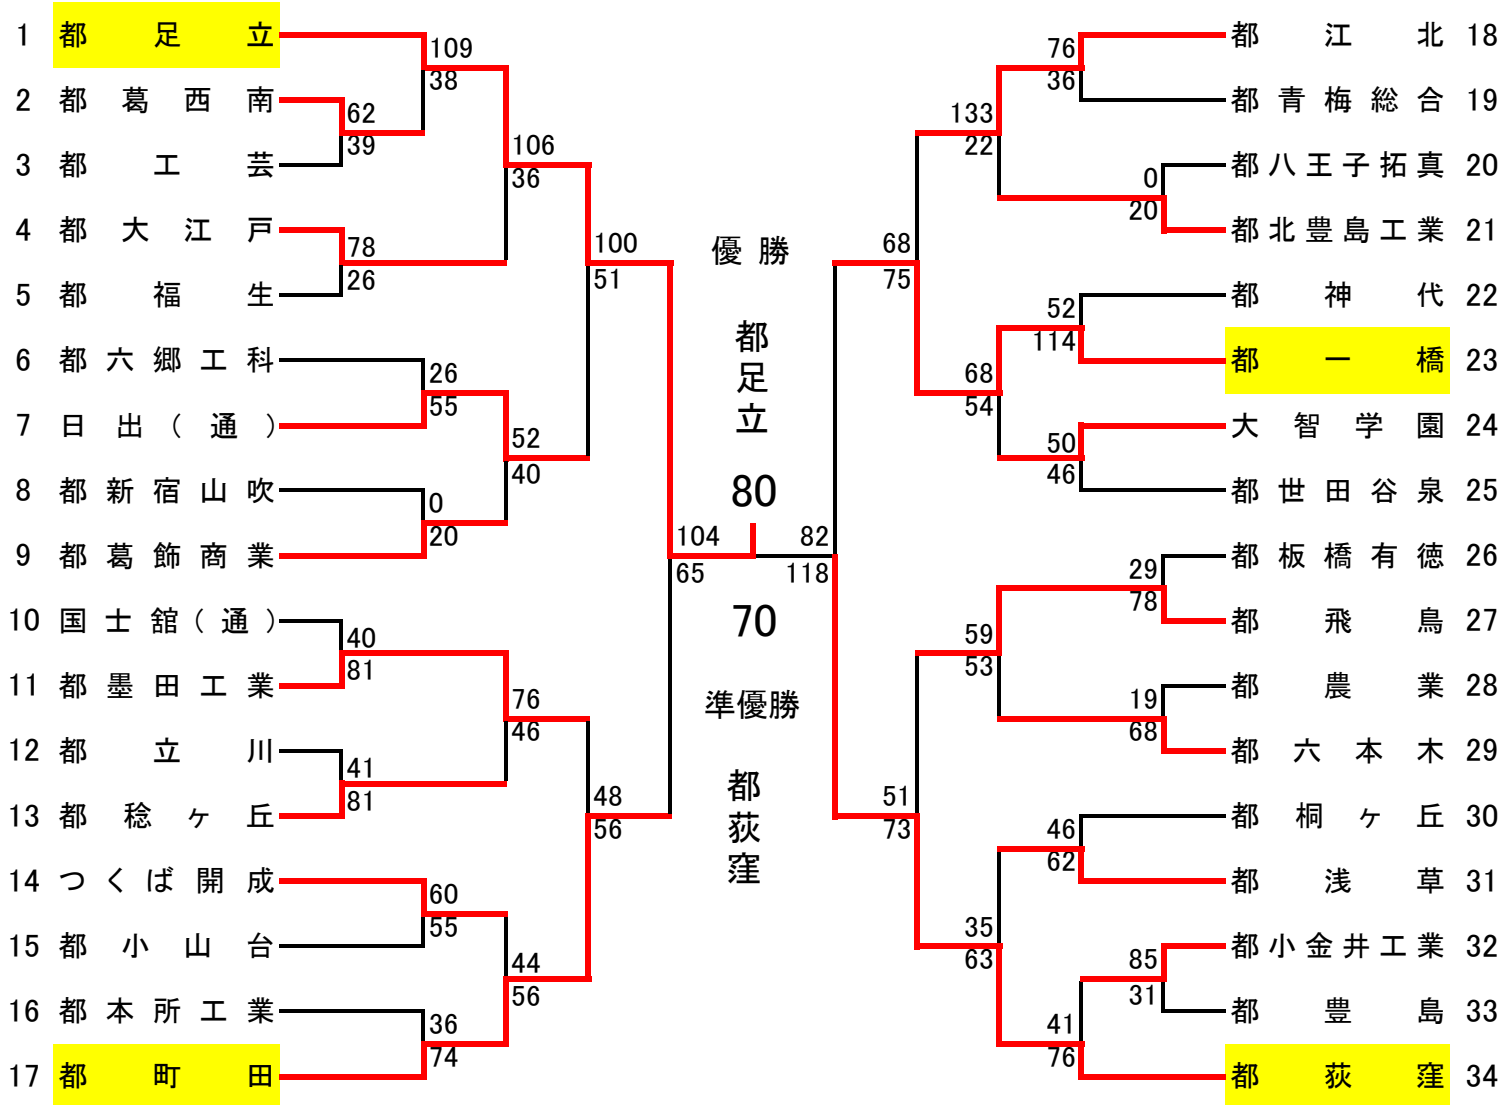 1 都足立
2 都葛西南
3 都工芸
4 都大江戸
5 都福生
6 都六郷工科
7 日出(通)
8 都新宿山吹
9 都葛飾商業
10 国士舘(通)
11 都墨田工業
12 都立川
13 都稔ヶ丘
14 つくば開成
15 都小山台
16 都本所工業
17 都町田
109
38
62
39
78
26
26
55
0
20
40
81
41
81
60
55
36
74
106
36
52
40
76
46
44
56
100
51
48
56
104
65
優勝
都足立
80
70
準優勝
都荻窪
82
118
68
75
51
73
133
22
68
54
59
53
35
63
76
36
0
20
52
114
50
46
29
78
19
68
46
62
85
31
41
76
都江北 18
都青梅総合 19
都八王子拓真 20
都北豊島工業 21
都神代 22
都一橋 23
大智学園 24
都世田谷泉 25
都板橋有徳 26
都飛鳥 27
都農業 28
都六本木 29
都桐ヶ丘 30
都浅草 31
都小金井工業 32
都豊島 33
都荻窪 34